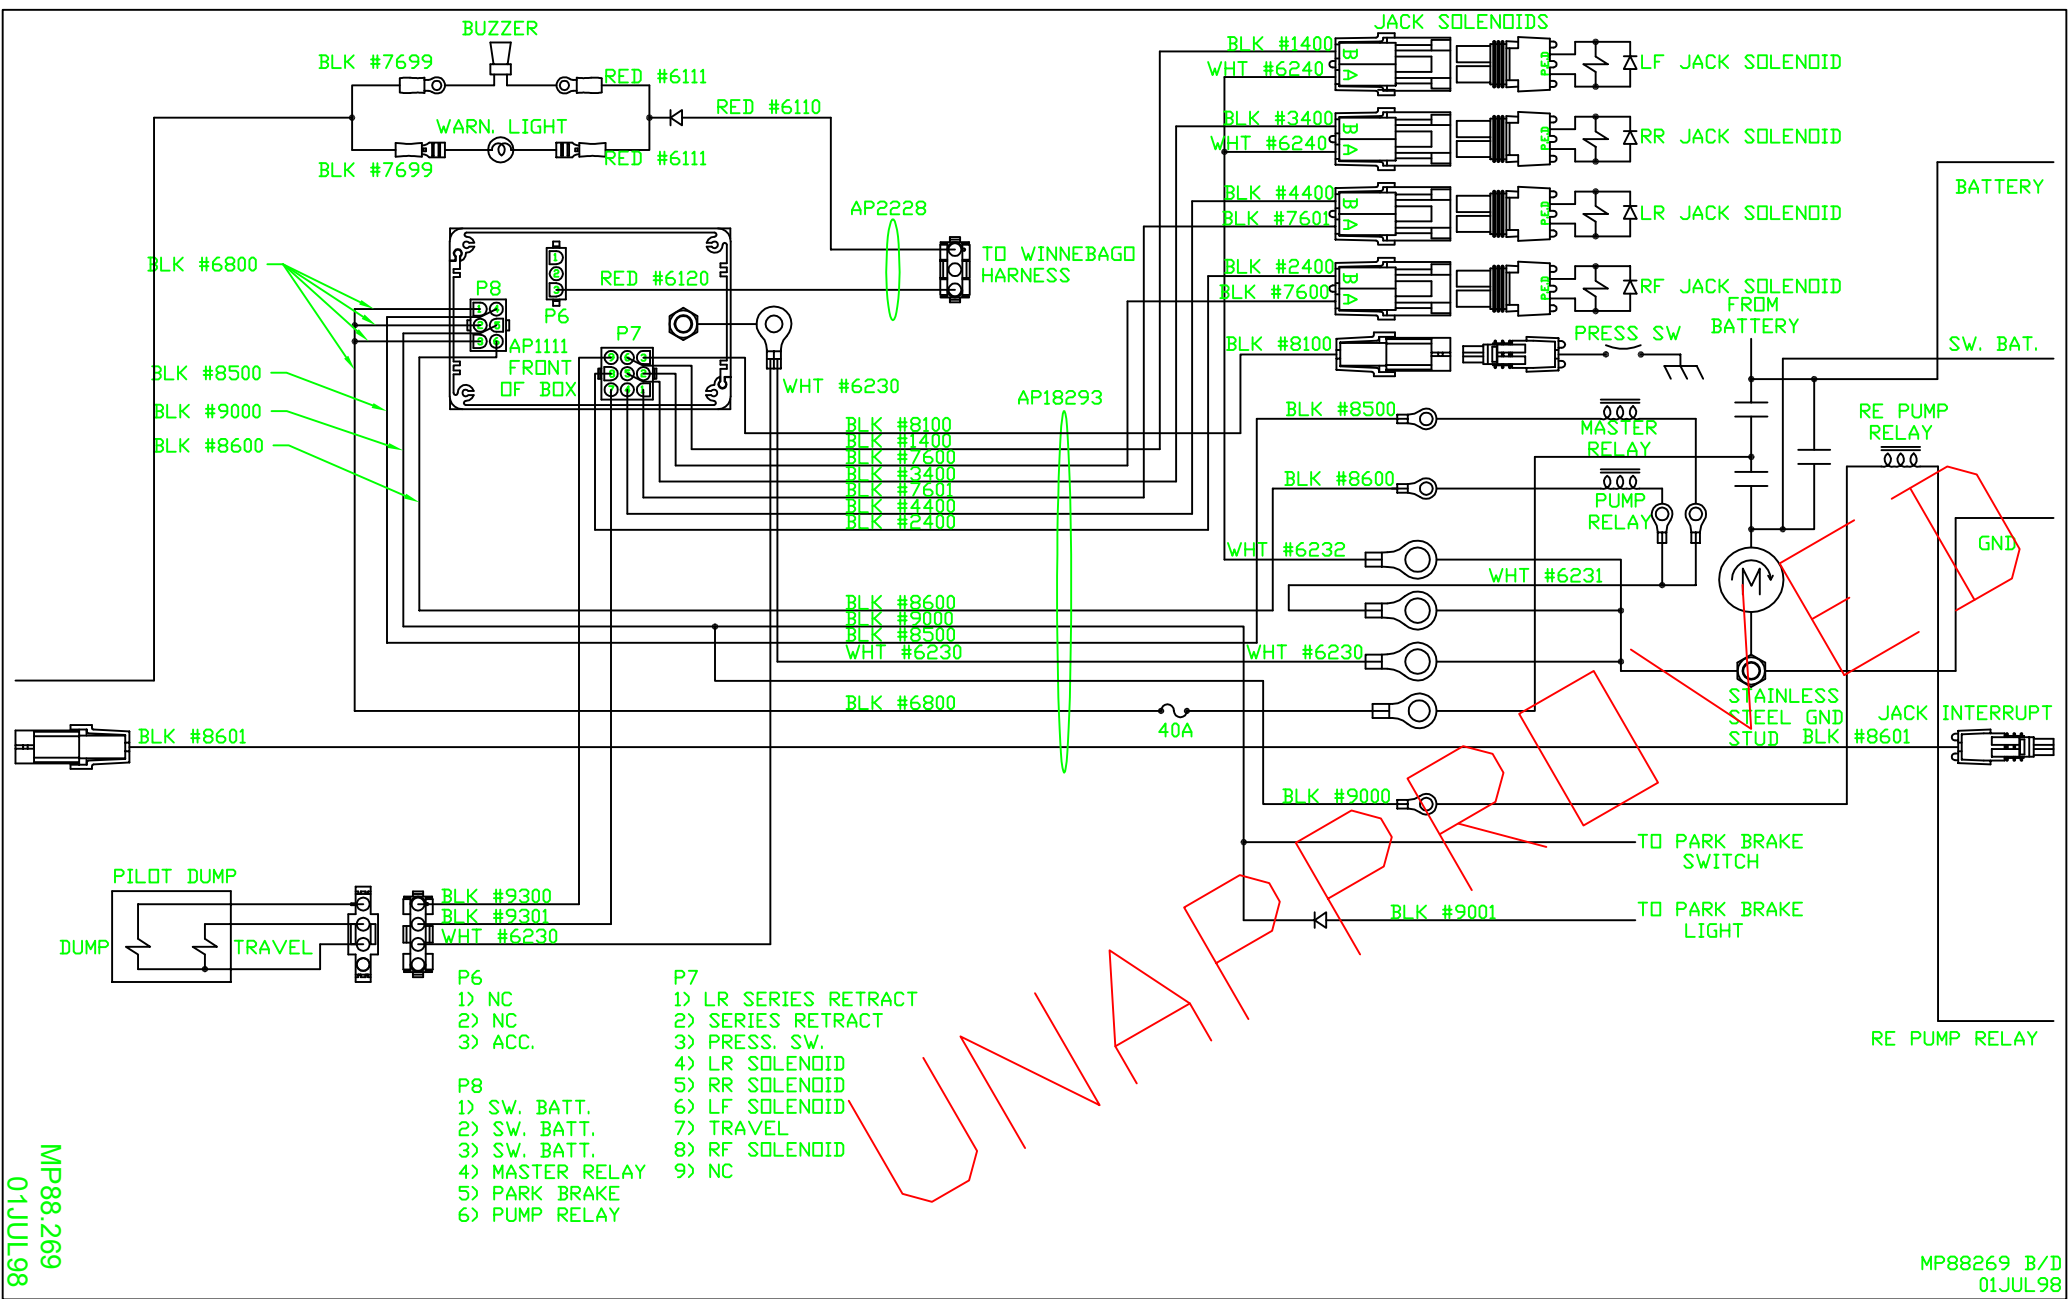 BUZZER
BLK #7699
RED #6111
RED #6110
WARN. LIGHT
BLK #7699
RED #6111
AP2228
TO WINNEBAGO
HARNESS
BLK #6800
RED #6120
P8
P6
P7
AP1111
FRONT
OF BOX
1
2
3
WHT #6230
BLK #8500
BLK #9000
BLK #8600
AP18293
BLK #8100
BLK #1400
BLK #7600
BLK #3400
BLK #7601
BLK #4400
BLK #2400
BLK #8600
BLK #9000
BLK #8500
WHT #6230
BLK #6800
40A
JACK SOLENOIDS
BLK #1400
WHT #6240
B
A
P.E.D
LF JACK SOLENOID
BLK #3400
WHT #6240
B
A
P.E.D
RR JACK SOLENOID
BLK #4400
BLK #7601
B
A
P.E.D
LR JACK SOLENOID
BLK #2400
BLK #7600
B
A
P.E.D
RF JACK SOLENOID
BLK #8100
PRESS SW
FROM
BATTERY
BATTERY
SW. BAT.
BLK #8500
MASTER
RELAY
RE PUMP
RELAY
BLK #8600
PUMP
RELAY
GND
WHT #6232
WHT #6231
M
WHT #6230
STAINLESS
STEEL GND
STUD
JACK INTERRUPT
BLK #8601
BLK #8601
BLK #9000
TO PARK BRAKE
SWITCH
BLK #9001
TO PARK BRAKE
LIGHT
RE PUMP RELAY
PILOT DUMP
DUMP
TRAVEL
BLK #9300
BLK #9301
WHT #6230
P6
1) NC
2) NC
3) ACC.
P8
1) SW. BATT.
2) SW. BATT.
3) SW. BATT.
4) MASTER RELAY
5) PARK BRAKE
6) PUMP RELAY
P7
1) LR SERIES RETRACT
2) SERIES RETRACT
3) PRESS. SW.
4) LR SOLENOID
5) RR SOLENOID
6) LF SOLENOID
7) TRAVEL
8) RF SOLENOID
9) NC
UNAPPROVED
MP88.269
01JUL98
MP88269 B/D
01JUL98